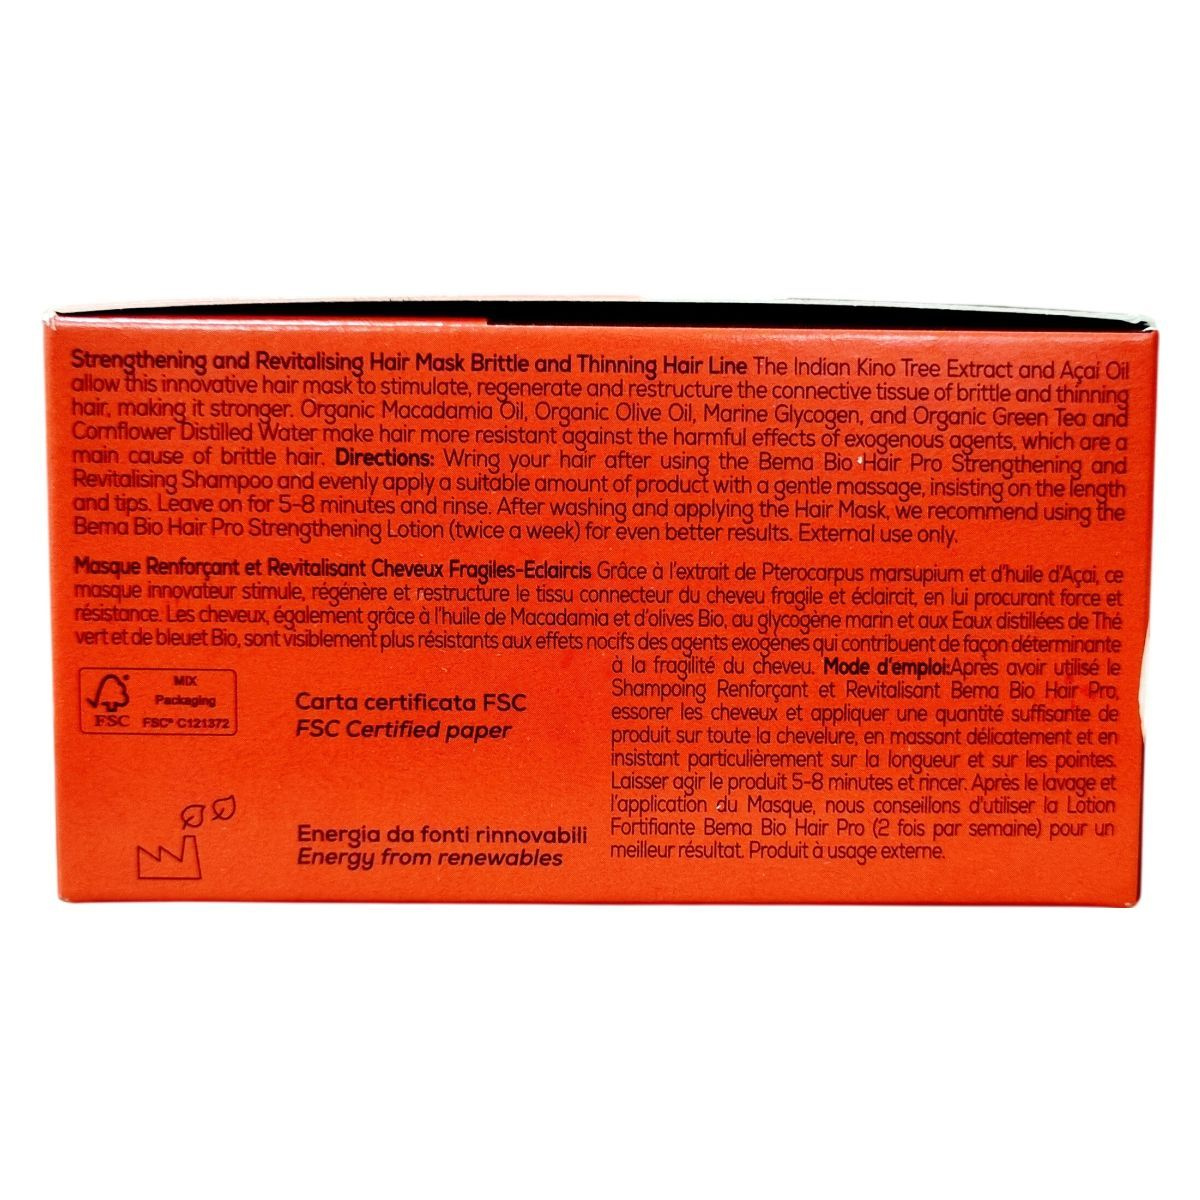 Strengthening and Revitalising Hair Mask Brittle and Thinning Hair Line The Indian Kino Tree Extract and Açai Oil
allow this innovative hair mask to stimulate, regenerate and restructure the connective tissue of brittle and thinning
hair, making it stronger. Organic Macadamia Oil, Organic Olive Oil, Marine Glycogen, and Organic Green Tea and
Cornflower Distilled Water make hair more resistant against the harmful effects of exogenous agents, which are a
main cause of brittle hair. Directions: Wring your hair after using the Bema Bio Hair Pro Strengthening and
Revitalising Shampoo and evenly apply a suitable amount of product with a gentle massage, insisting on the length
and tips. Leave on for 5-8 minutes and rinse. After washing and applying the Hair Mask, we recommend using the
Bema Bio Hair Pro Strengthening Lotion (twice a week) for even better results. External use only.
Masque Renforçant et Revitalisant Cheveux Fragiles-Eclaircis Grâce à l'extrait de Pterocarpus marsupium et d'huile d'Açai, ce
masque innovateur stimule, régénère et restructure le tissu connecteur du cheveu fragile et éclaircit, en lui procurant force et
résistance. Les cheveux, également grâce à l'huile de Macadamia et d'olives Bio, au glycogène marin et aux Eaux distillées de Thé
vert et de bleuet Bio, sont visiblement plus résistants aux effets nocifs des agents exogènes qui contribuent de façon déterminante
à la fragilité du cheveu. Mode d'emploi:Après avoir utilisé le
Shampoing Renforçant et Revitalisant Bema Bio Hair Pro,
essorer les cheveux et appliquer une quantité suffisante de
produit sur toute la chevelure, en massant délicatement et en
insistant particulièrement sur la longueur et sur les pointes.
Laisser agir le produit 5-8 minutes et rincer. Après le lavage et
l'application du Masque, nous conseillons d'utiliser la Lotion
Fortifiante Bema Bio Hair Pro (2 fois par semaine) pour un
meilleur résultat. Produit à usage externe.
FSC
MIX
Packaging
FSC® C121372
Carta certificata FSC
FSC Certified paper
Energia da fonti rinnovabili
Energy from renewables